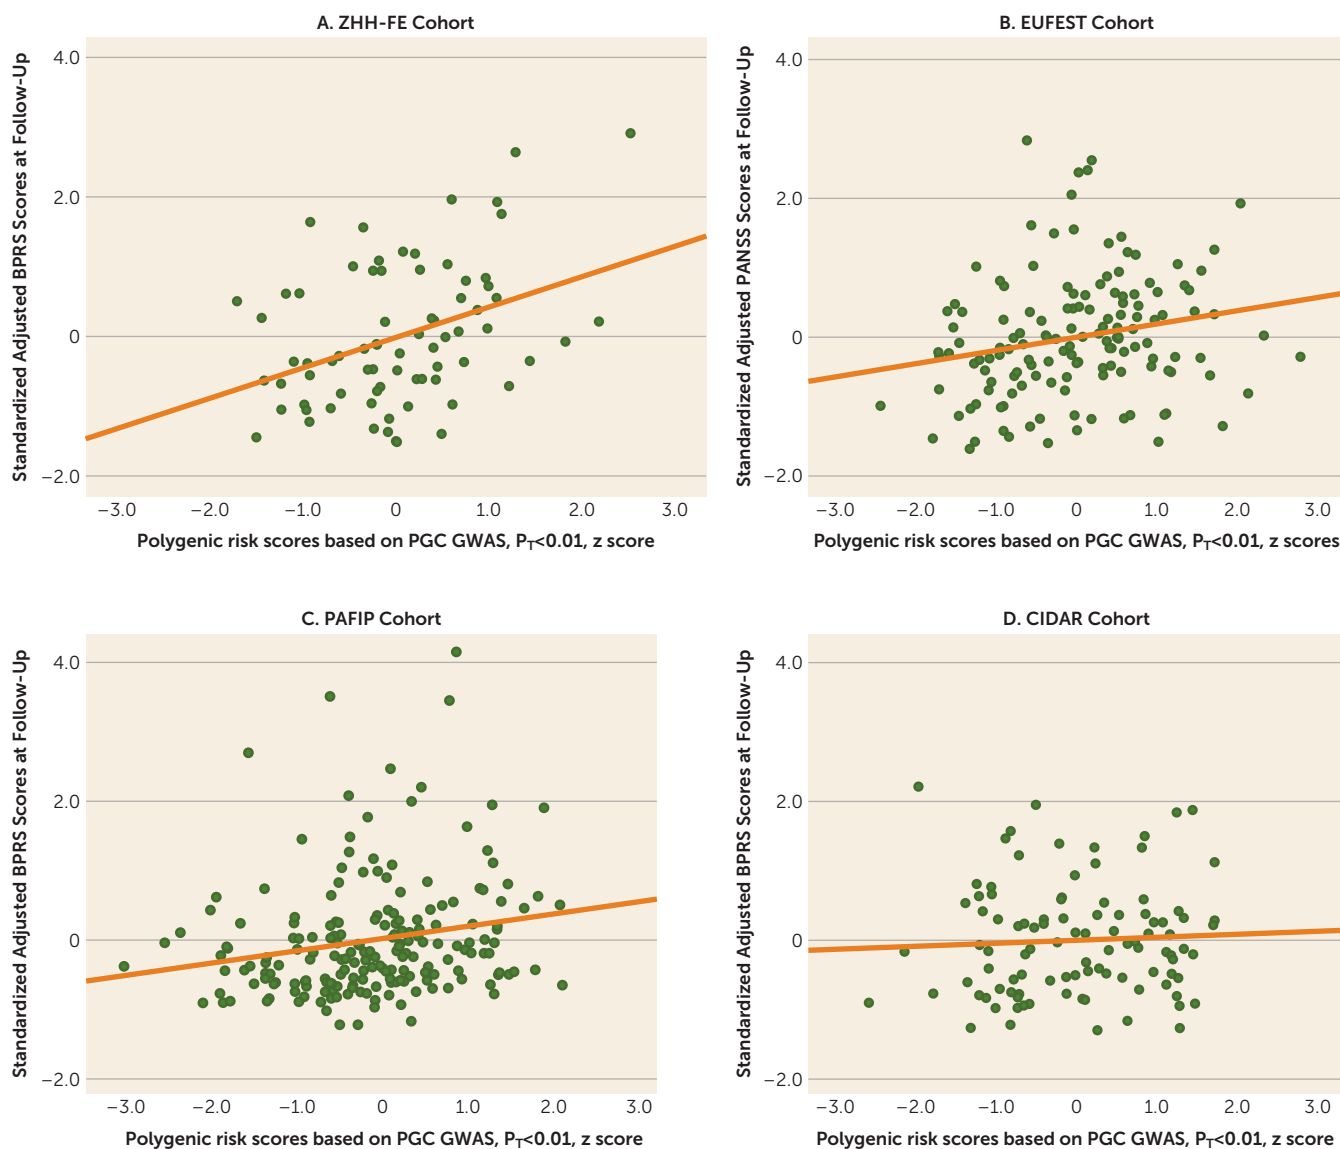 A. ZHH-FE Cohort
Standardized Adjusted BPRS Scores at Follow-Up
4.0
2.0
0
−2.0
−3.0 −2.0 −1.0 0 1.0 2.0 3.0
Polygenic risk scores based on PGC GWAS, PT<0.01, z score
B. EUFEST Cohort
Standardized Adjusted PANSS Scores at Follow-Up
4.0
2.0
0
−2.0
−3.0 −2.0 −1.0 0 1.0 2.0 3.0
Polygenic risk scores based on PGC GWAS, PT<0.01, z scores
C. PAFIP Cohort
Standardized Adjusted BPRS Scores at Follow-Up
4.0
2.0
0
−2.0
−3.0 −2.0 −1.0 0 1.0 2.0 3.0
Polygenic risk scores based on PGC GWAS, PT<0.01, z score
D. CIDAR Cohort
Standardized Adjusted BPRS Scores at Follow-Up
4.0
2.0
0
−2.0
−3.0 −2.0 −1.0 0 1.0 2.0 3.0
Polygenic risk scores based on PGC GWAS, PT<0.01, z score